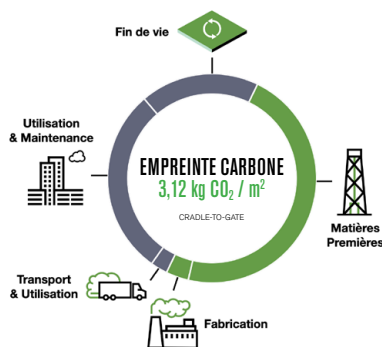 Fin de vie
Utilisation
& Maintenance
EMPREINTE CARBONE
3,12 kg CO₂ / m²
CRADLE-TO-GATE
Matières
Premières
Transport
& Utilisation
Fabrication